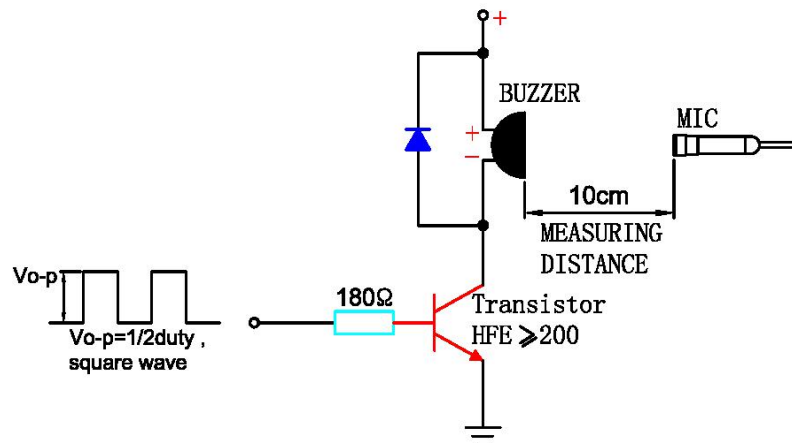 +
BUZZER
+
−
MIC
10cm
MEASURING
DISTANCE
Vo-p
180Ω
Transistor
HFE ⩾200
Vo-p=1/2duty ,
square wave